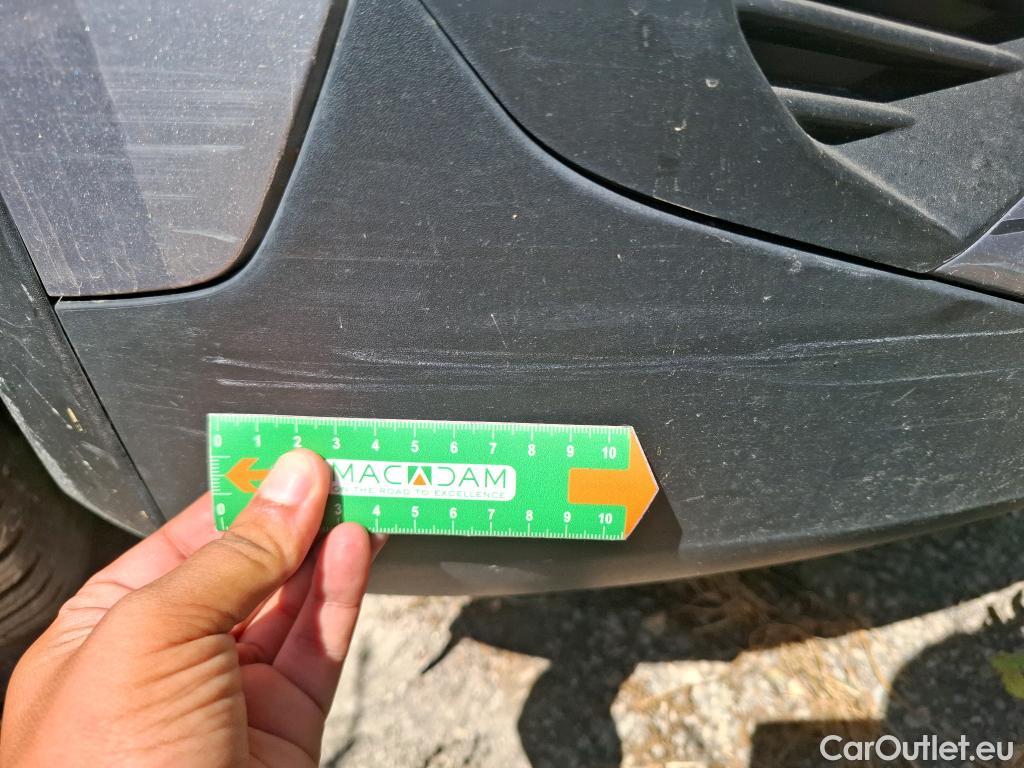 0 1 2 3 4 5 6 7 8 9 10
MACADAM
ON THE ROAD TO EXCELLENCE
0 3 4 5 6 7 8 9 10
CarOutlet.eu